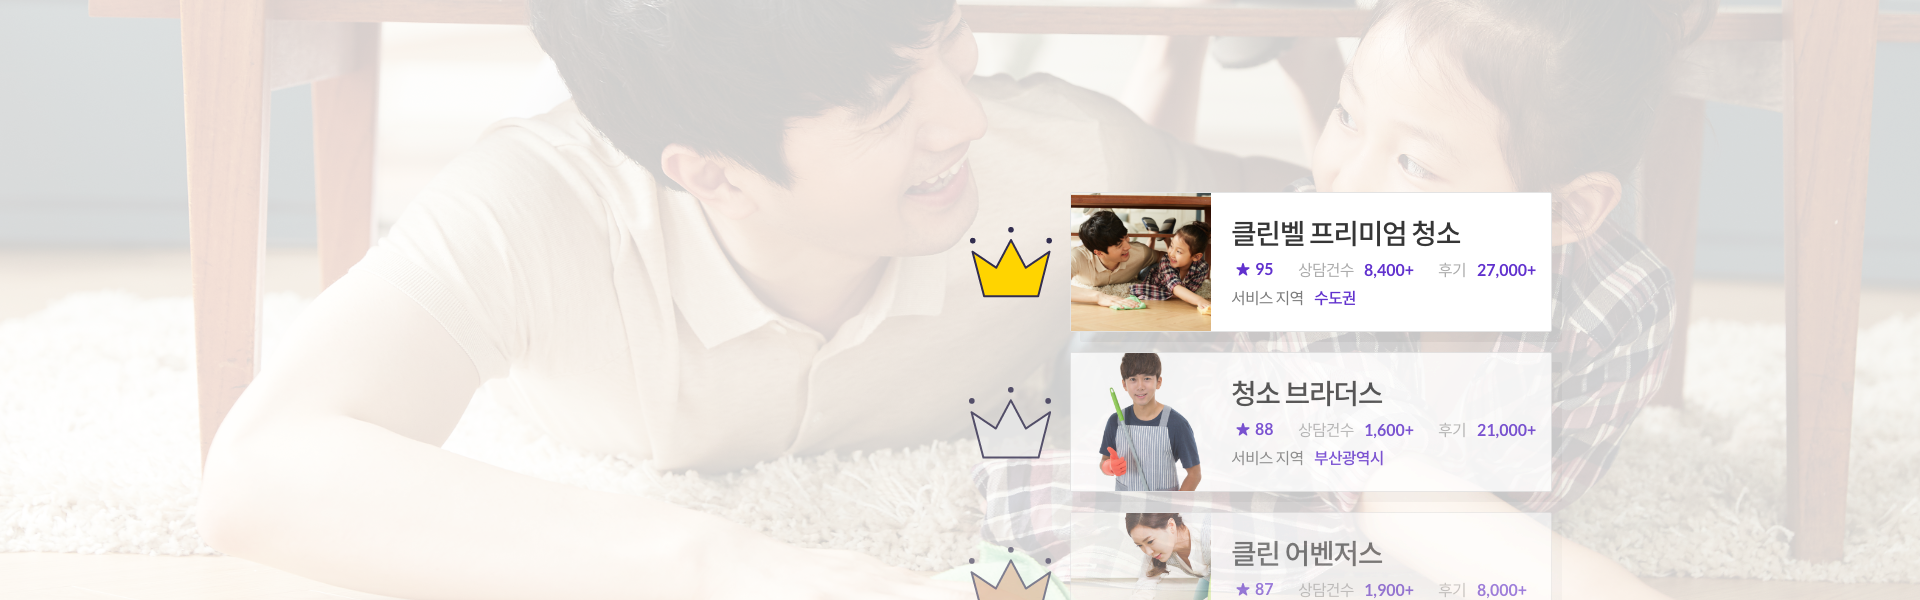 클린벨 프리미엄 청소
★ 95 상담건수 8,400+ 후기 27,000+
서비스 지역 수도권
청소 브라더스
★ 88 상담건수 1,600+ 후기 21,000+
서비스 지역 부산광역시
클린 어벤저스
★ 87 상담건수 1,900+ 후기 8,000+